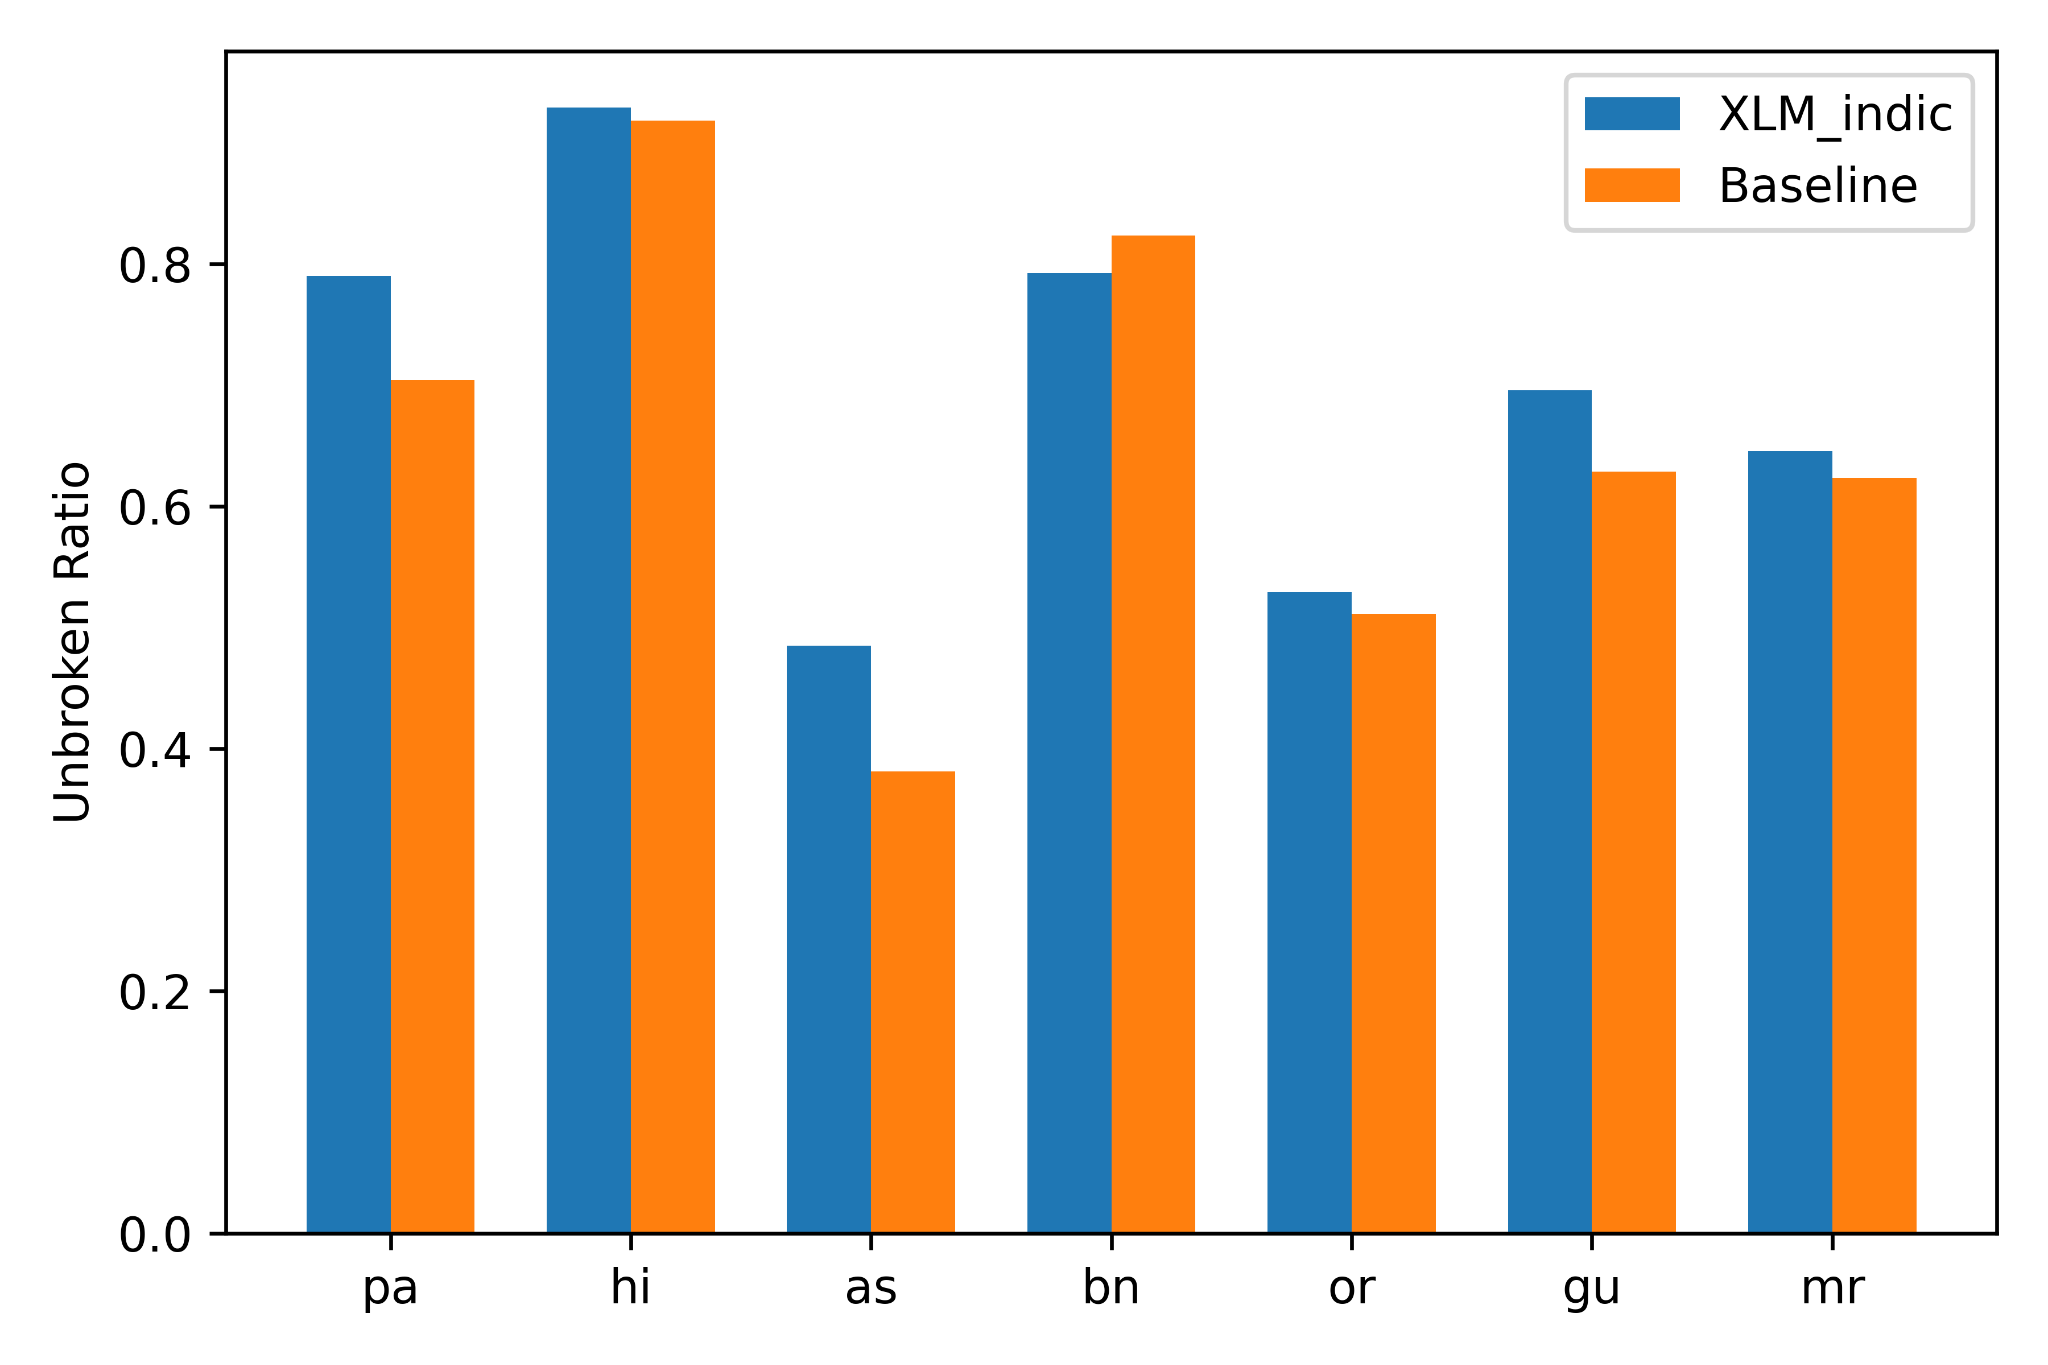 XLM_indic
Baseline
Unbroken Ratio
0.8
0.6
0.4
0.2
0.0
pa hi as bn or gu mr